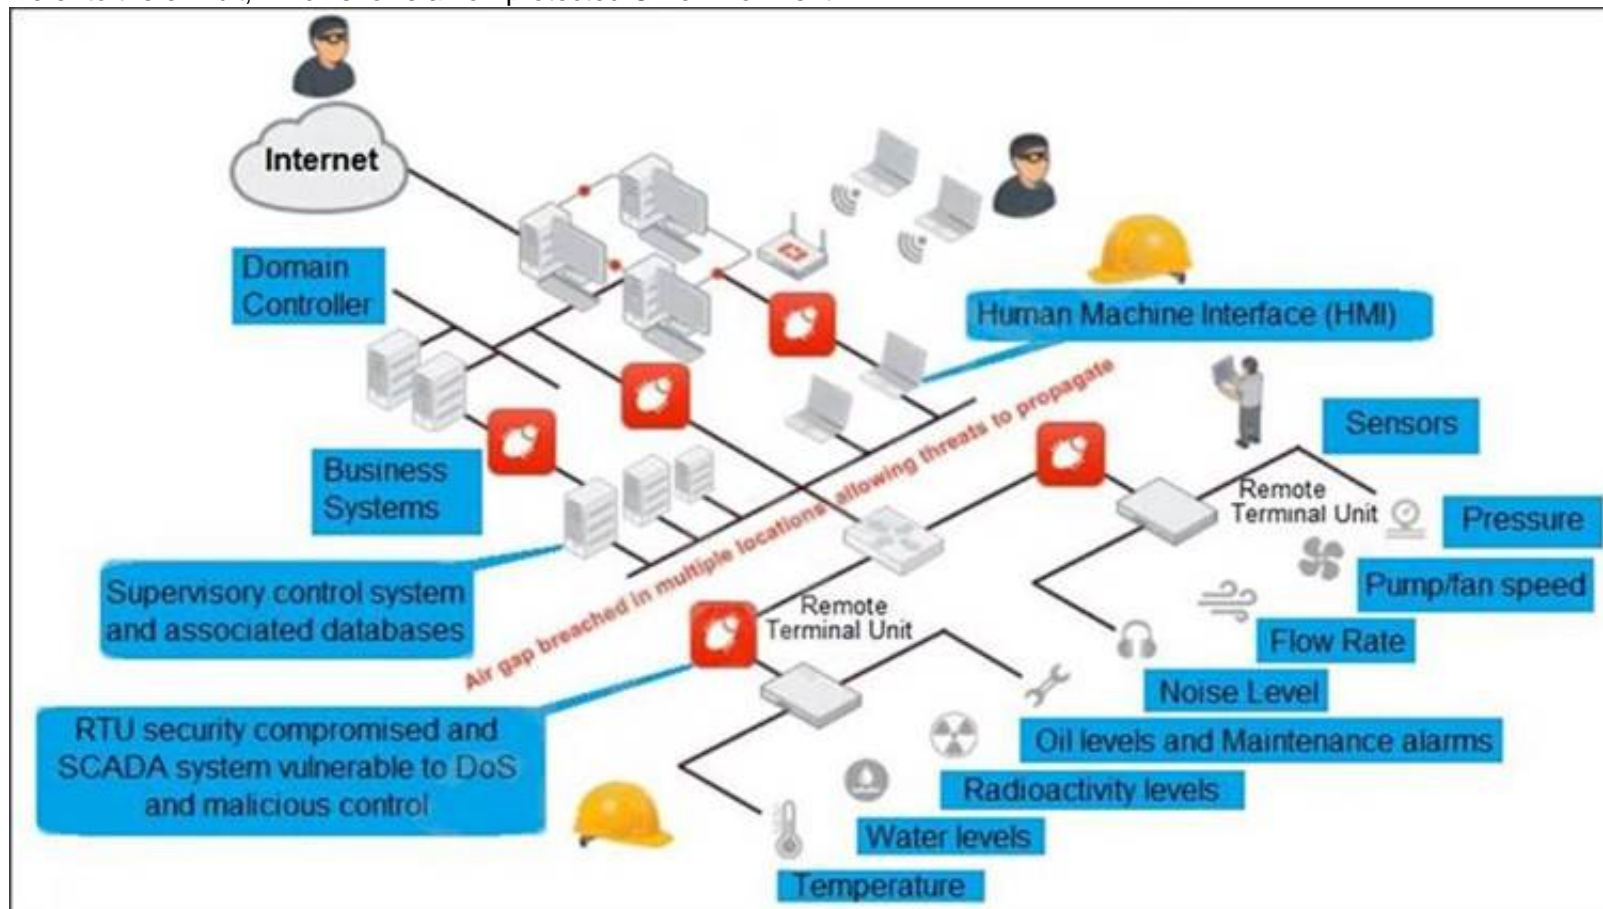 Internet
Domain
Controller
Human Machine Interface (HMI)
Air gap breached in multiple locations allowing threats to propagate
Sensors
Business
Systems
Remote
Terminal Unit
Pressure
Pump/fan speed
Supervisory control system
and associated databases
Remote
Terminal Unit
Flow Rate
Noise Level
RTU security compromised and
SCADA system vulnerable to DoS
and malicious control
Oil levels and Maintenance alarms
Radioactivity levels
Water levels
Temperature